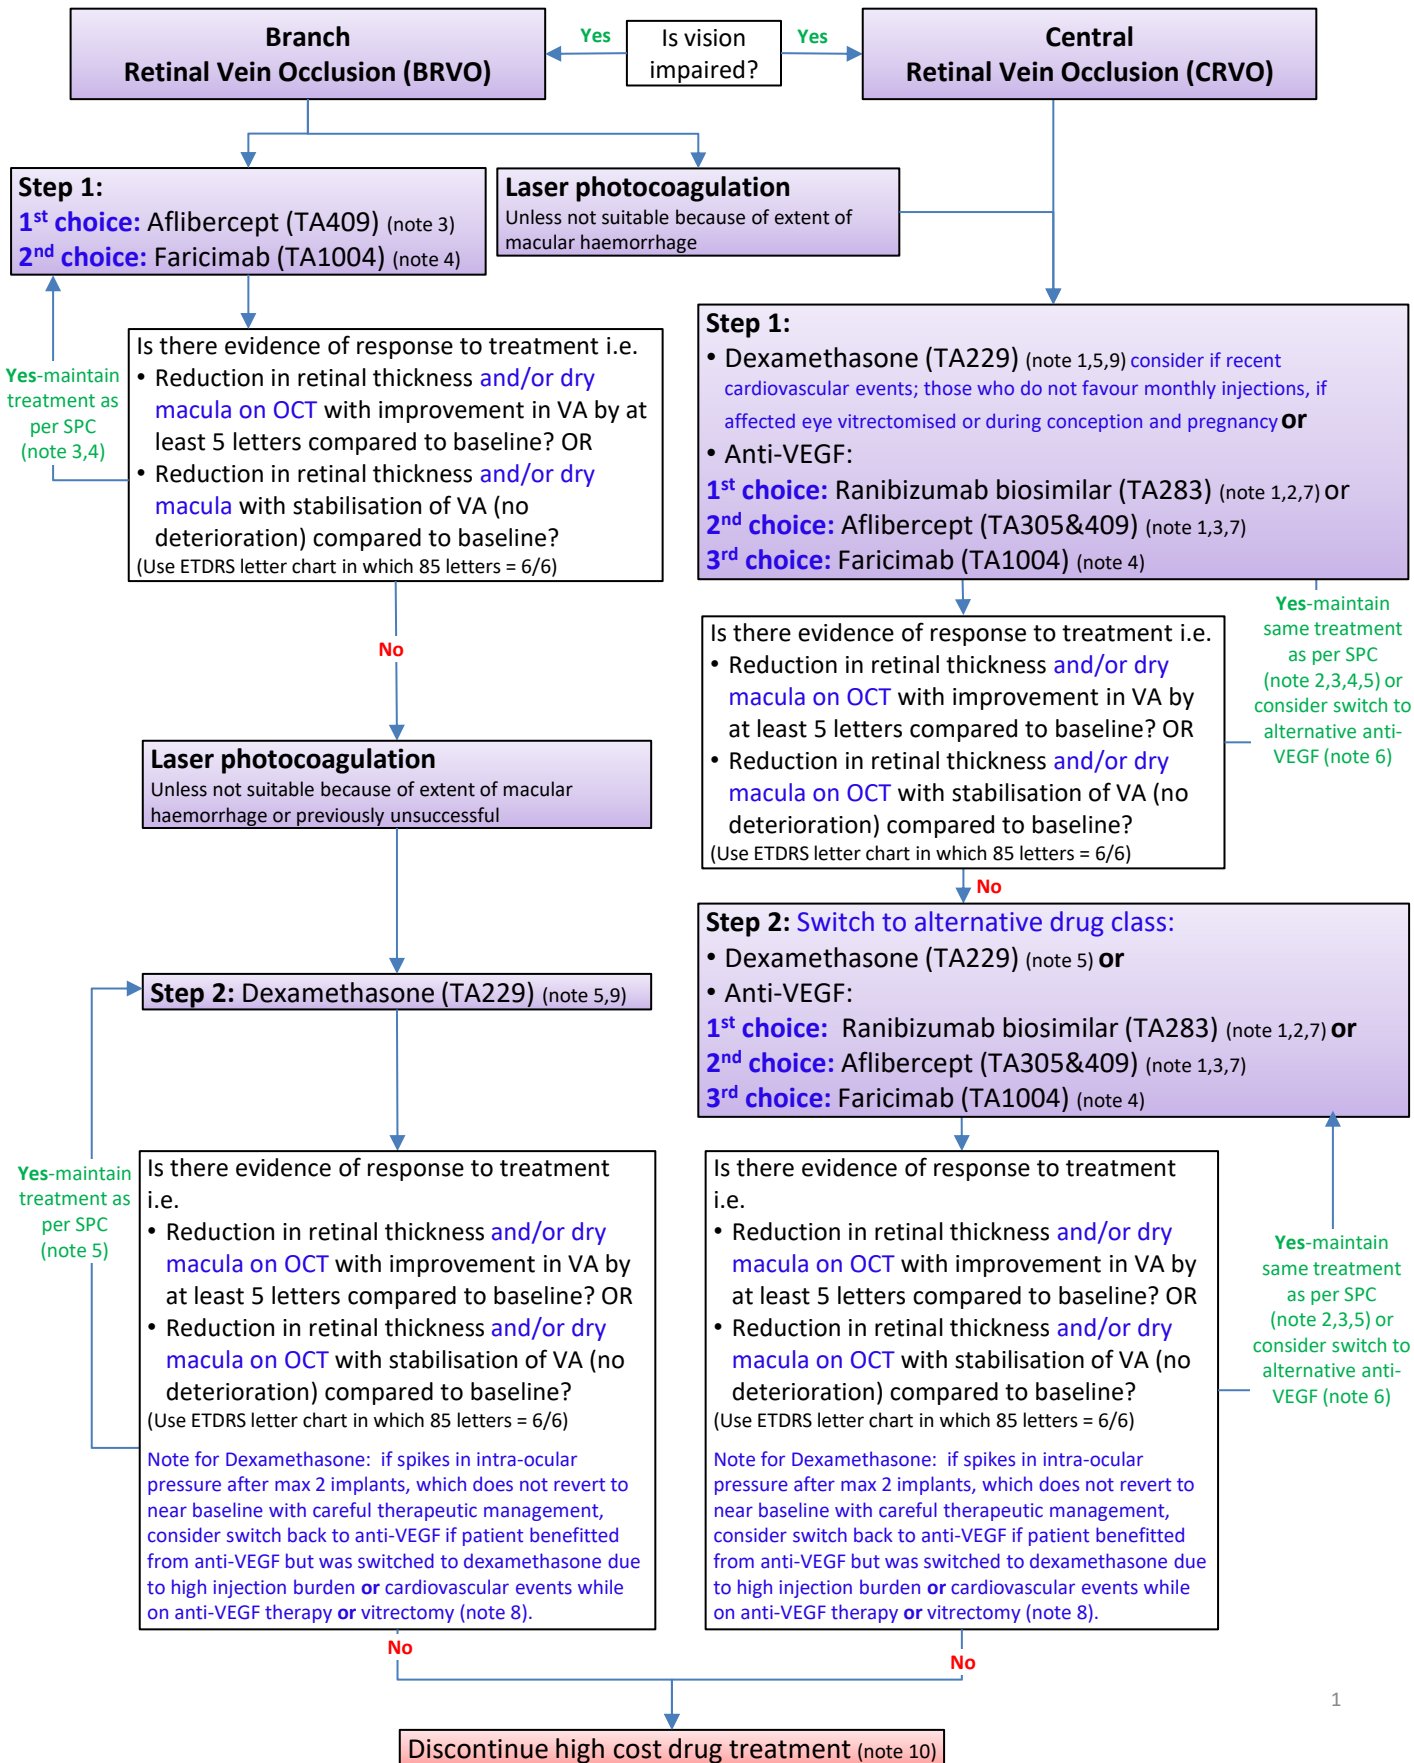 Branch
Retinal Vein Occlusion (BRVO)
Yes
Is vision
impaired?
Yes
Central
Retinal Vein Occlusion (CRVO)
Step 1:
1st choice: Aflibercept (TA409) (note 3)
2nd choice: Faricimab (TA1004) (note 4)
Laser photocoagulation
Unless not suitable because of extent of
macular haemorrhage
Yes-maintain
treatment as
per SPC
(note 3,4)
Is there evidence of response to treatment i.e.
• Reduction in retinal thickness and/or dry
macula on OCT with improvement in VA by at
least 5 letters compared to baseline? OR
• Reduction in retinal thickness and/or dry
macula with stabilisation of VA (no
deterioration) compared to baseline?
(Use ETDRS letter chart in which 85 letters = 6/6)
No
Laser photocoagulation
Unless not suitable because of extent of macular
haemorrhage or previously unsuccessful
Step 2: Dexamethasone (TA229) (note 5,9)
Yes-maintain
treatment as
per SPC
(note 5)
Is there evidence of response to treatment
i.e.
• Reduction in retinal thickness and/or dry
macula on OCT with improvement in VA by
at least 5 letters compared to baseline? OR
• Reduction in retinal thickness and/or dry
macula on OCT with stabilisation of VA (no
deterioration) compared to baseline?
(Use ETDRS letter chart in which 85 letters = 6/6)
Note for Dexamethasone: if spikes in intra-ocular
pressure after max 2 implants, which does not revert to
near baseline with careful therapeutic management,
consider switch back to anti-VEGF if patient benefitted
from anti-VEGF but was switched to dexamethasone due
to high injection burden or cardiovascular events while
on anti-VEGF therapy or vitrectomy (note 8).
No
Step 1:
• Dexamethasone (TA229) (note 1,5,9) consider if recent
cardiovascular events; those who do not favour monthly injections, if
affected eye vitrectomised or during conception and pregnancy or
• Anti-VEGF:
1st choice: Ranibizumab biosimilar (TA283) (note 1,2,7) or
2nd choice: Aflibercept (TA305&409) (note 1,3,7)
3rd choice: Faricimab (TA1004) (note 4)
Is there evidence of response to treatment i.e.
• Reduction in retinal thickness and/or dry
macula on OCT with improvement in VA by
at least 5 letters compared to baseline? OR
• Reduction in retinal thickness and/or dry
macula on OCT with stabilisation of VA (no
deterioration) compared to baseline?
(Use ETDRS letter chart in which 85 letters = 6/6)
Yes-maintain
same treatment
as per SPC
(note 2,3,4,5) or
consider switch to
alternative anti-
VEGF (note 6)
No
Step 2: Switch to alternative drug class:
• Dexamethasone (TA229) (note 5) or
• Anti-VEGF:
1st choice: Ranibizumab biosimilar (TA283) (note 1,2,7) or
2nd choice: Aflibercept (TA305&409) (note 1,3,7)
3rd choice: Faricimab (TA1004) (note 4)
Is there evidence of response to treatment
i.e.
• Reduction in retinal thickness and/or dry
macula on OCT with improvement in VA by
at least 5 letters compared to baseline? OR
• Reduction in retinal thickness and/or dry
macula on OCT with stabilisation of VA (no
deterioration) compared to baseline?
(Use ETDRS letter chart in which 85 letters = 6/6)
Note for Dexamethasone: if spikes in intra-ocular
pressure after max 2 implants, which does not revert to
near baseline with careful therapeutic management,
consider switch back to anti-VEGF if patient benefitted
from anti-VEGF but was switched to dexamethasone due
to high injection burden or cardiovascular events while
on anti-VEGF therapy or vitrectomy (note 8).
Yes-maintain
same treatment
as per SPC
(note 2,3,5) or
consider switch to
alternative anti-
VEGF (note 6)
No
Discontinue high cost drug treatment (note 10)
1